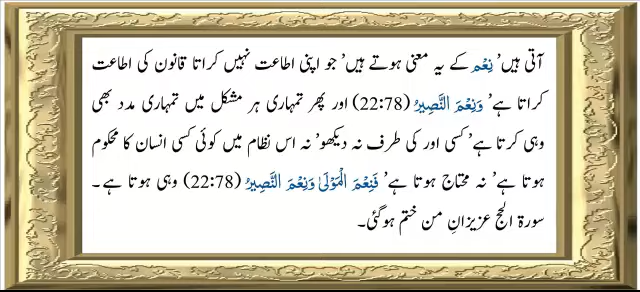 آتی ہیں’ نِعْم کے یہ معنی ہوتے ہیں’ جو اپنی اطاعت نہیں کراتا قانون کی اطاعت
کراتا ہے’ وَنِعْمَ النَّصِیْرُ (22:78) اور پھر تمہاری ہر مشکل میں تمہاری مدد بھی
وہی کرتا ہے’ کسی اور کی طرف نہ دیکھو’ نہ اس نظام میں کوئی کسی انسان کا محکوم
ہوتا ہے’ نہ محتاج ہوتا ہے’ فَنِعْمَ الْمَوْلٰی وَنِعْمَ النَّصِیْرُ (22:78) وہی ہوتا ہے۔
سورۃ الحج عزیزانِ من ختم ہوگئی۔